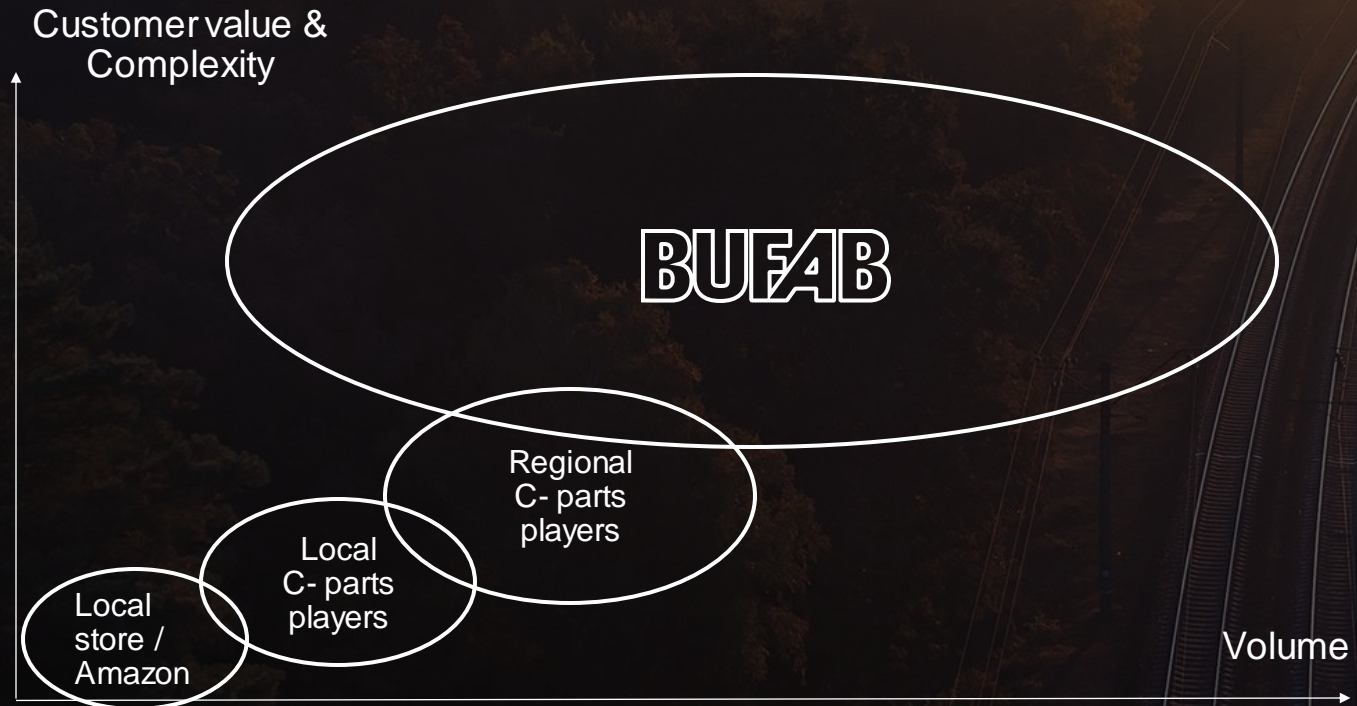 Customer value &
Complexity
BUFAB
Regional
C- parts
players
Local
C- parts
players
Local
store /
Amazon
Volume